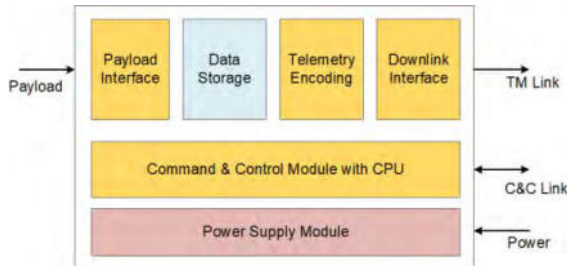 Payload
Interface
Data
Storage
Telemetry
Encoding
Downlink
Interface
Payload
TM Link
Command & Control Module with CPU
C&C Link
Power Supply Module
Power